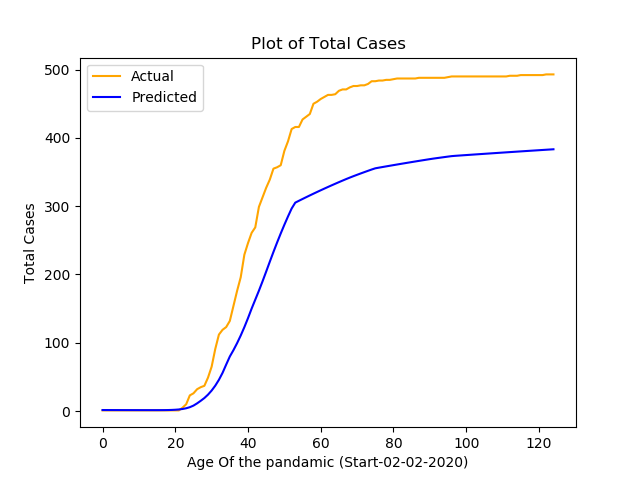 Plot of Total Cases
Actual
Predicted
500
400
300
200
100
0
Total Cases
0 20 40 60 80 100 120
Age Of the pandamic (Start-02-02-2020)